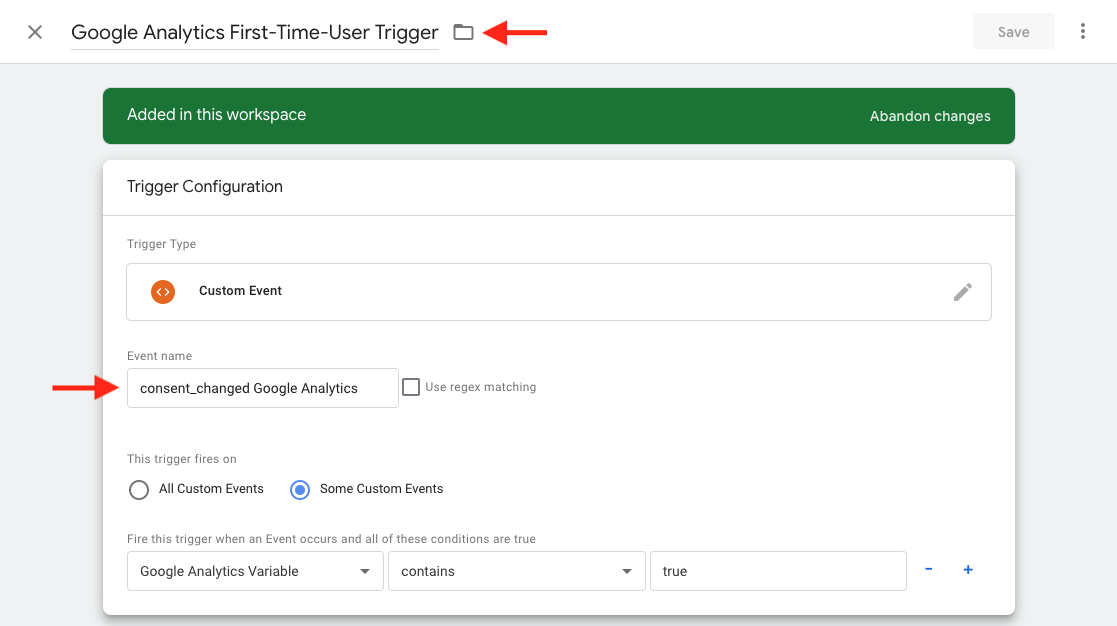 Google Analytics First-Time-User Trigger
Save
Added in this workspace
Abandon changes
Trigger Configuration
Trigger Type
Custom Event
Event name
consent_changed Google Analytics
Use regex matching
This trigger fires on
All Custom Events
Some Custom Events
Fire this trigger when an Event occurs and all of these conditions are true
Google Analytics Variable
contains
true